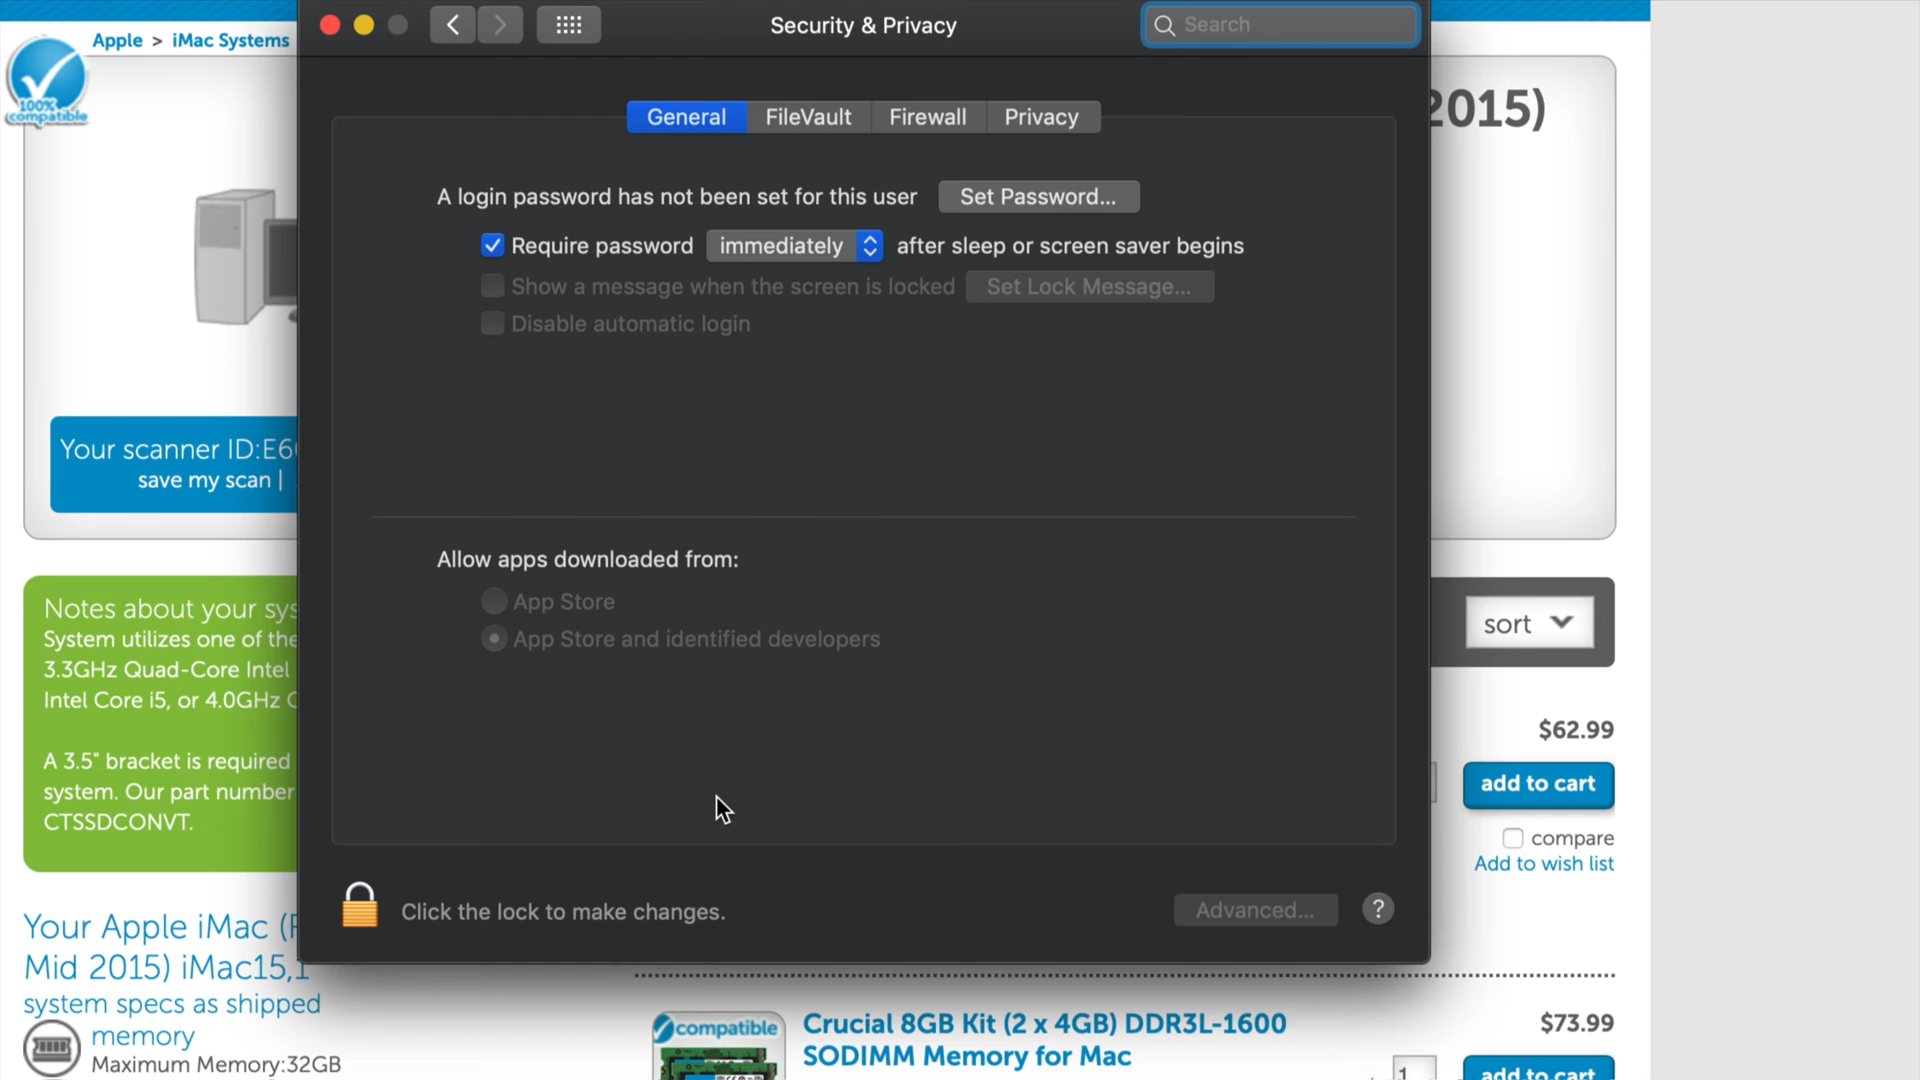 Apple > iMac Systems
Security & Privacy
Search
100%
compatible
2015)
General
FileVault
Firewall
Privacy
A login password has not been set for this user
Set Password...
Require password
immediately
after sleep or screen saver begins
Show a message when the screen is locked
Set Lock Message...
Disable automatic login
Your scanner ID:E6
save my scan |
Allow apps downloaded from:
App Store
App Store and identified developers
Notes about your sys
System utilizes one of the
3.3GHz Quad-Core Intel
Intel Core i5, or 4.0GHz
A 3.5" bracket is required
system. Our part number
CTSSDCONVT.
sort
$62.99
add to cart
compare
Add to wish list
Click the lock to make changes.
Advanced...
?
Your Apple iMac (
Mid 2015) iMac15,1
system specs as shipped
memory
Maximum Memory:32GB
compatible
Crucial 8GB Kit (2 x 4GB) DDR3L-1600
SODIMM Memory for Mac
$73.99
1
add to cart